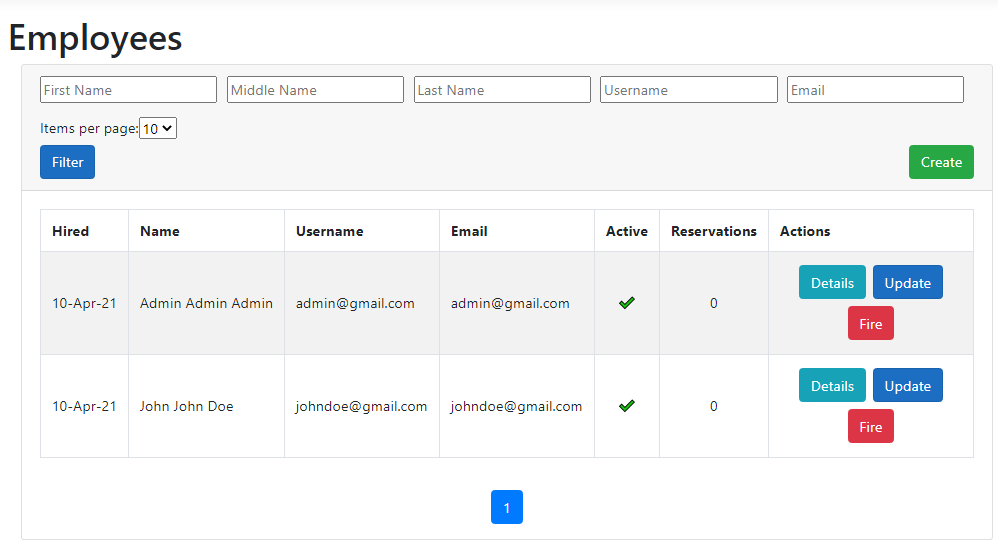 Employees
First Name Middle Name Last Name Username Email
Items per page: 10
Filter Create
Hired Name Username Email Active Reservations Actions
10-Apr-21 Admin Admin Admin admin@gmail.com admin@gmail.com 0 Details Update
Fire
10-Apr-21 John John Doe johndoe@gmail.com johndoe@gmail.com 0 Details Update
Fire
1